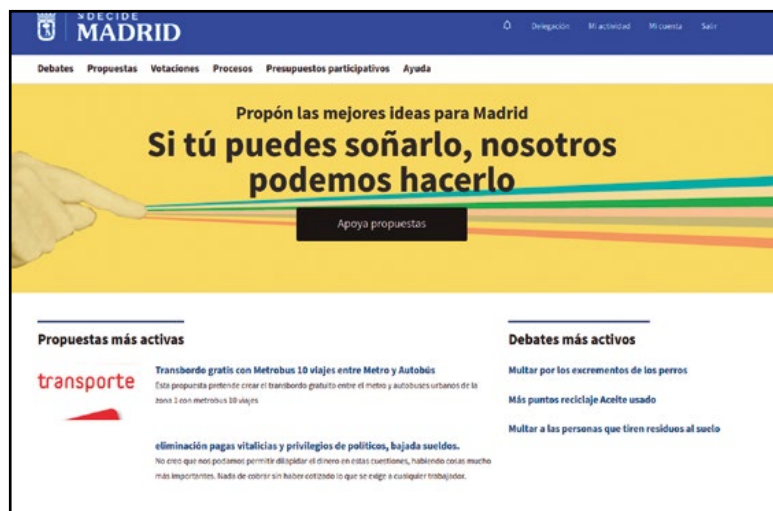 DECIDE
MADRID
Delegación Mi actividad Mi cuenta Salir
Debates Propuestas Votaciones Procesos Presupuestos participativos Ayuda
Propón las mejores ideas para Madrid
Si tú puedes soñarlo, nosotros
podemos hacerlo
Apoya propuestas
Propuestas más activas
transporte
Transbordo gratis con Metrobus 10 viajes entre Metro y Autobús
Esta propuesta pretende crear el transbordo gratuito entre el metro y autobuses urbanos de la
zona 1 con metrobus 10 viajes
eliminación pagas vitalicias y privilegios de políticos, bajada sueldos.
No creo que nos podamos permitir dilapidar el dinero en estas cuestiones, habiendo cosas mucho
más importantes. Nada de cobrar sin haber cotizado lo que se exige a cualquier trabajador.
Debates más activos
Multar por los excrementos de los perros
Más puntos reciclaje Aceite usado
Multar a las personas que tiren residuos al suelo